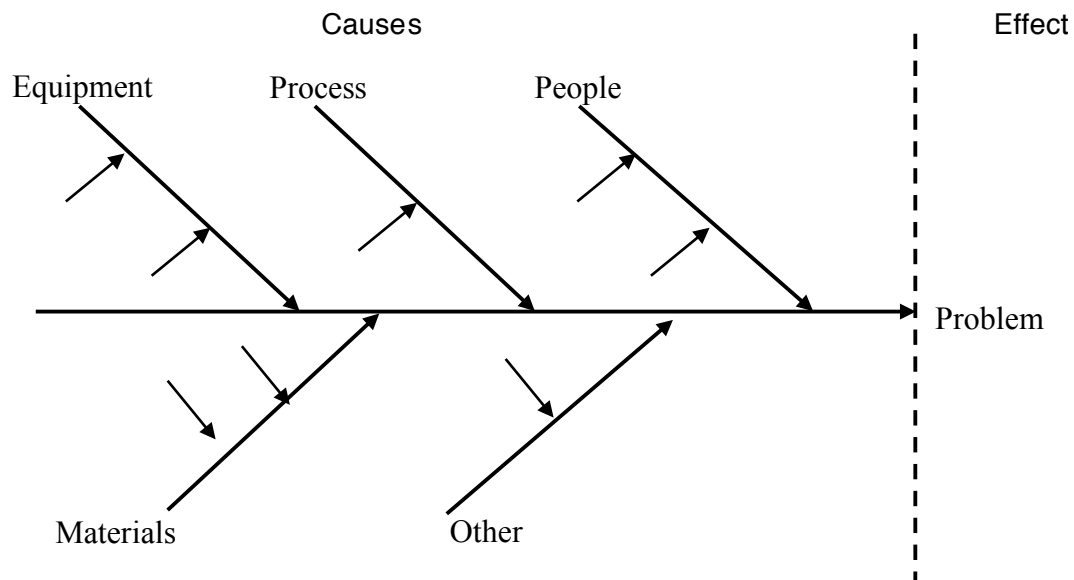 Causes
Effect
Equipment
Process
People
Problem
Materials
Other